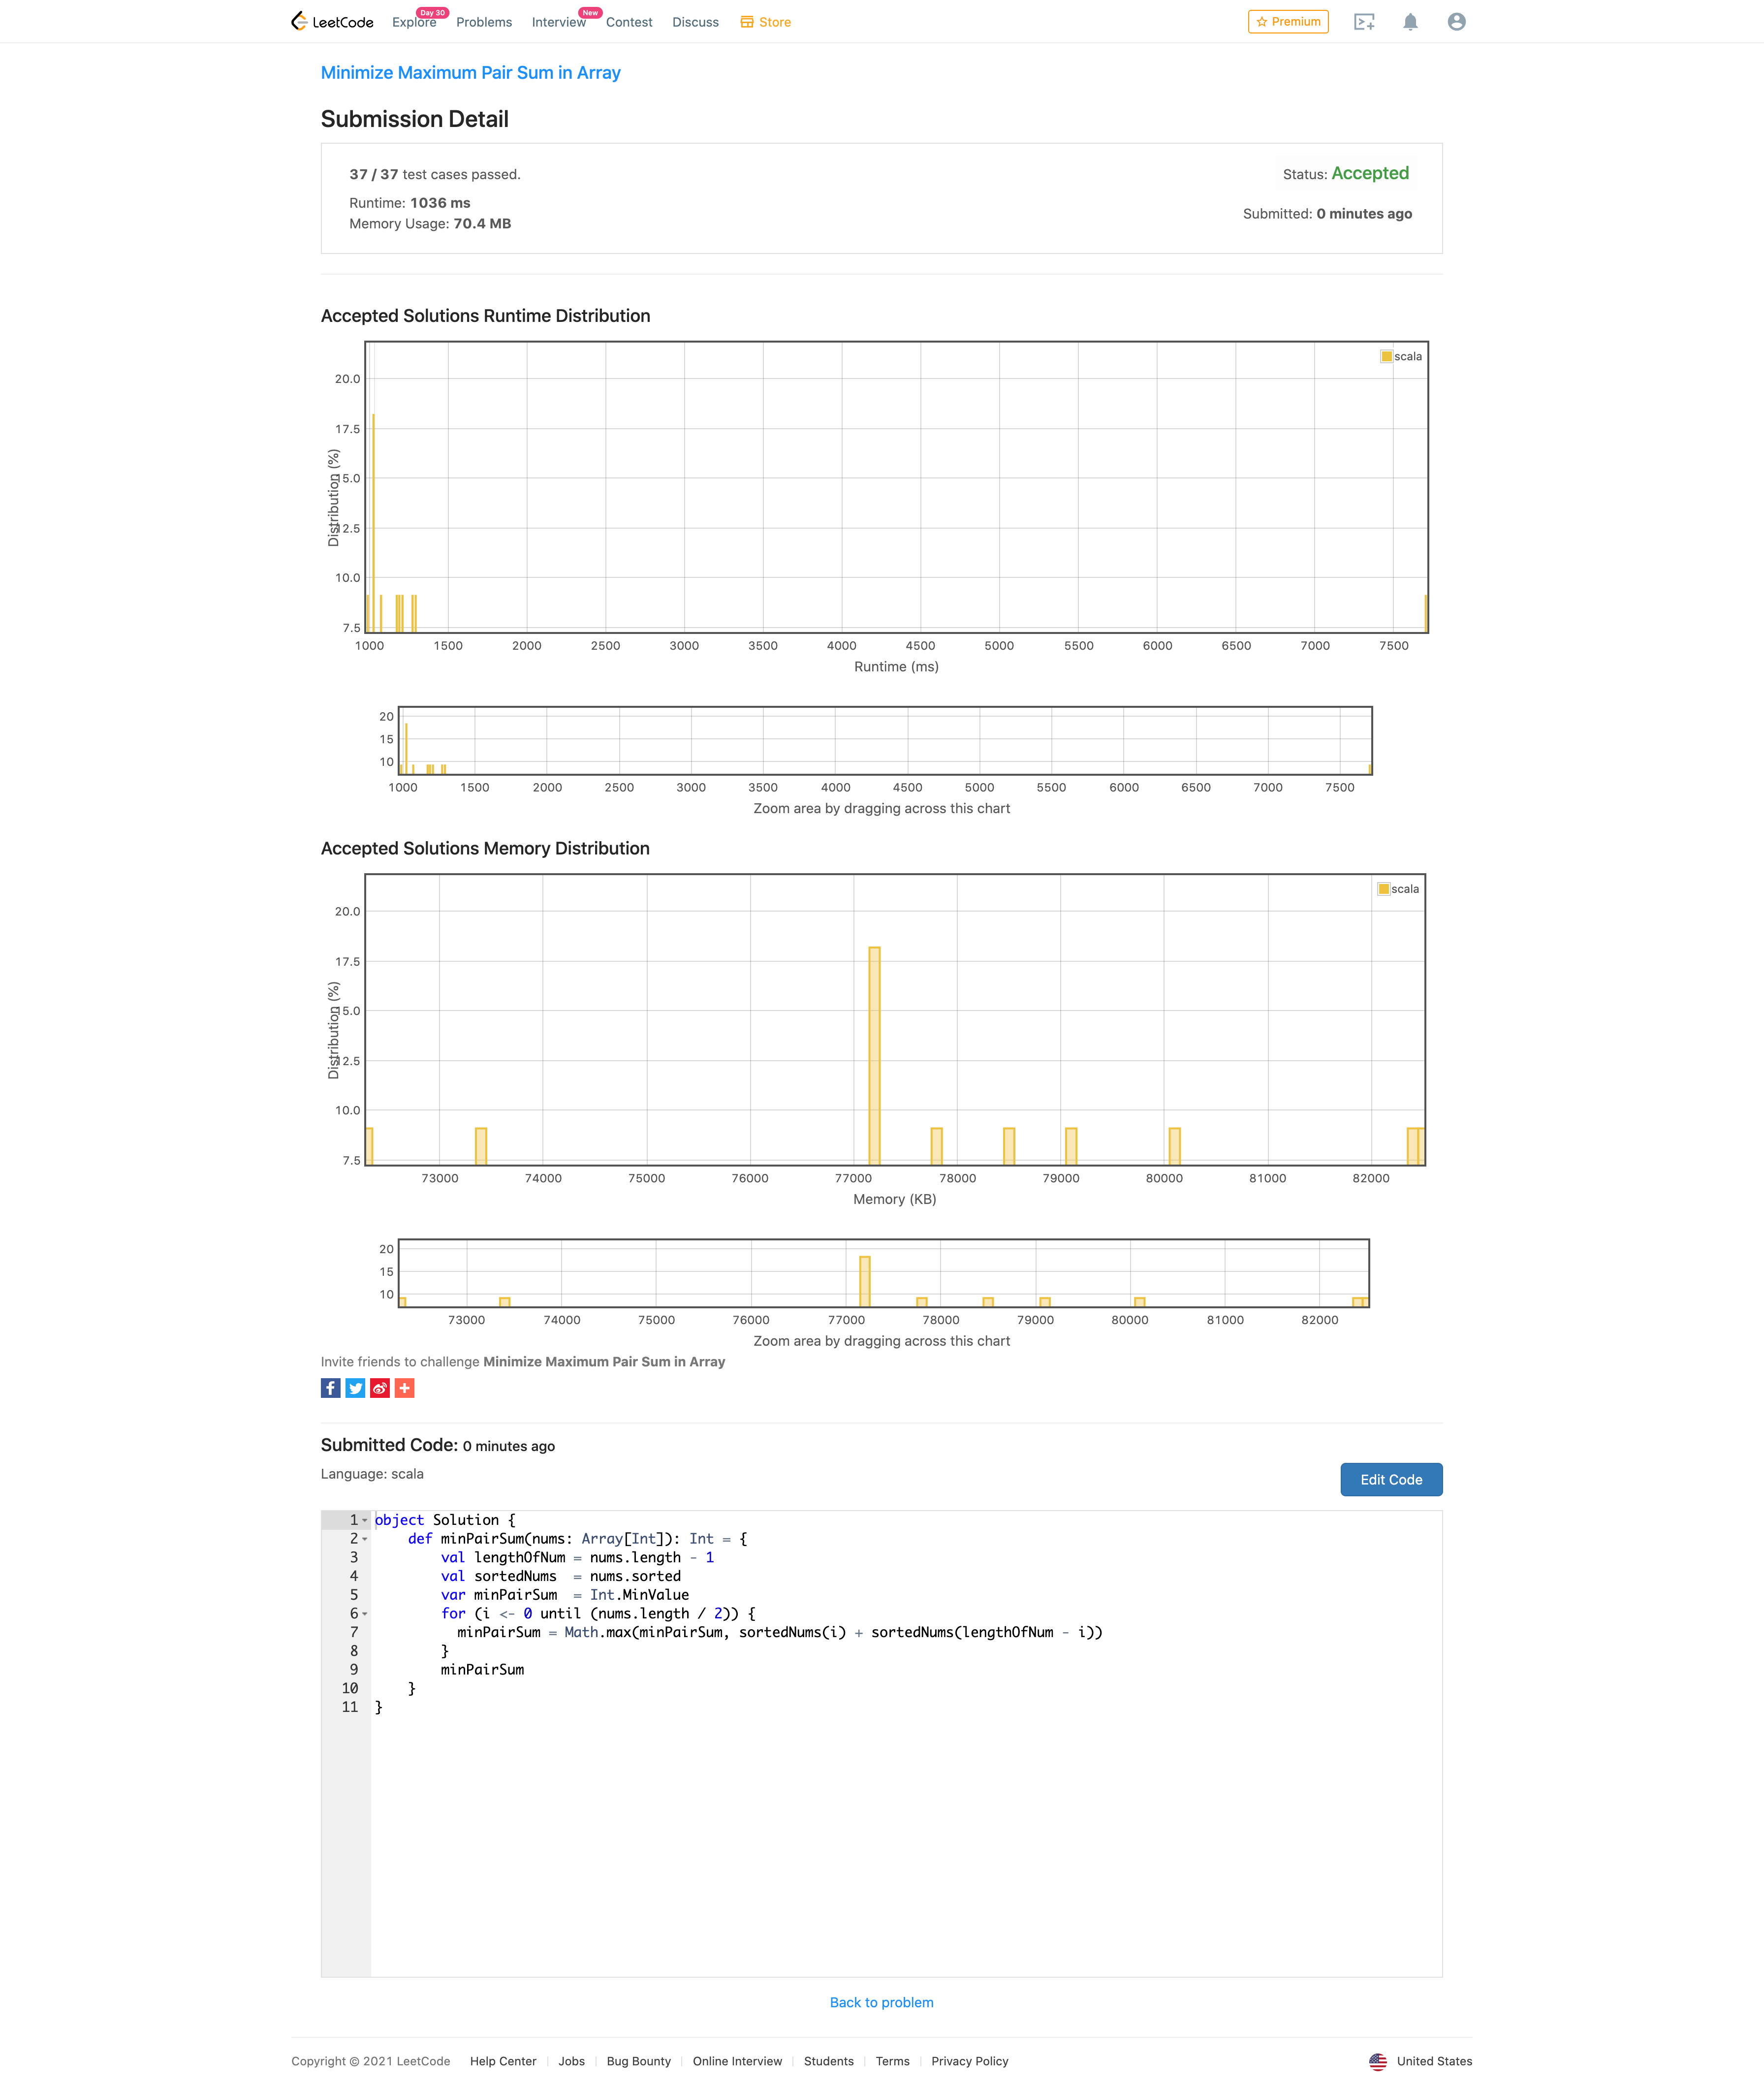 LeetCode Explore Day 30 Problems Interview New Contest Discuss Store Premium
Minimize Maximum Pair Sum in Array
Submission Detail
37 / 37 test cases passed.
Status: Accepted
Runtime: 1036 ms
Submitted: 0 minutes ago
Memory Usage: 70.4 MB
Accepted Solutions Runtime Distribution
scala
20.0
17.5
15.0
12.5
10.0
7.5
Distribution (%)
1000 1500 2000 2500 3000 3500 4000 4500 5000 5500 6000 6500 7000 7500
Runtime (ms)
20
15
10
1000 1500 2000 2500 3000 3500 4000 4500 5000 5500 6000 6500 7000 7500
Zoom area by dragging across this chart
Accepted Solutions Memory Distribution
scala
20.0
17.5
15.0
12.5
10.0
7.5
Distribution (%)
73000 74000 75000 76000 77000 78000 79000 80000 81000 82000
Memory (KB)
20
15
10
73000 74000 75000 76000 77000 78000 79000 80000 81000 82000
Zoom area by dragging across this chart
Invite friends to challenge Minimize Maximum Pair Sum in Array
Submitted Code: 0 minutes ago
Language: scala
Edit Code
1 object Solution {
2     def minPairSum(nums: Array[Int]): Int = {
3         val lengthOfNum = nums.length - 1
4         val sortedNums  = nums.sorted
5         var minPairSum  = Int.MinValue
6         for (i <- 0 until (nums.length / 2)) {
7           minPairSum = Math.max(minPairSum, sortedNums(i) + sortedNums(lengthOfNum - i))
8         }
9         minPairSum
10     }
11 }
Back to problem
Copyright © 2021 LeetCode Help Center Jobs Bug Bounty Online Interview Students Terms Privacy Policy United States